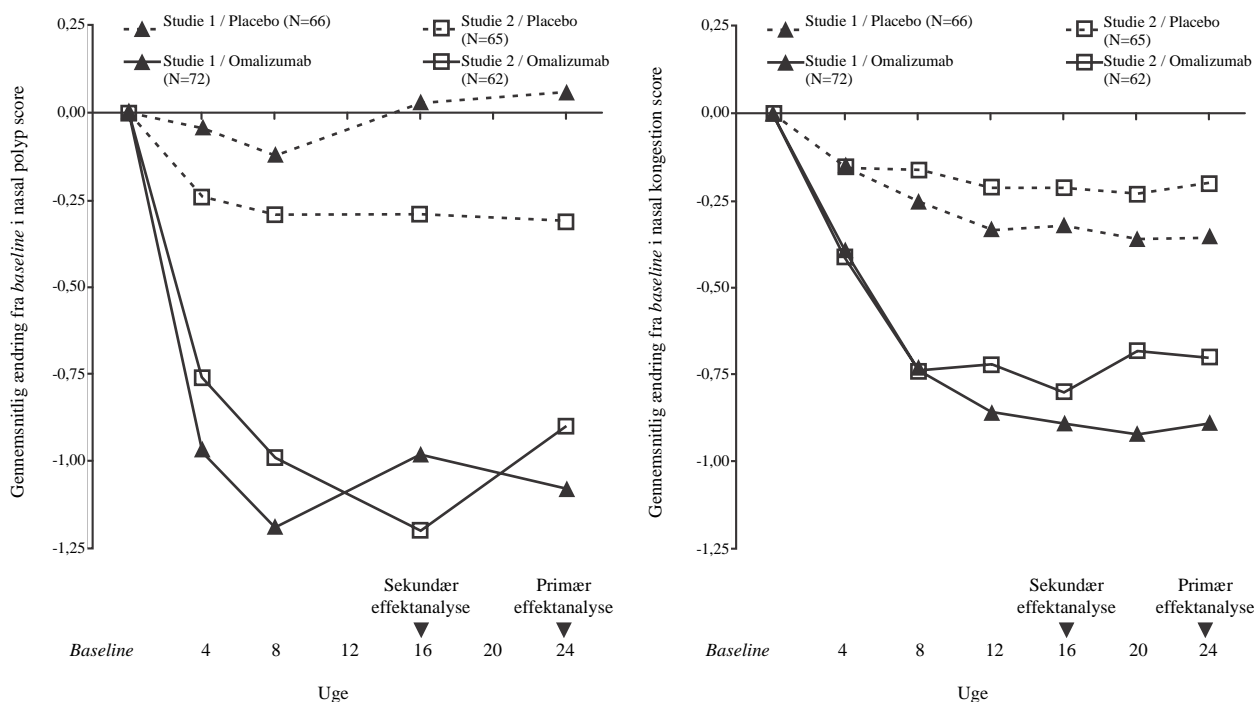 Gennemsnitlig ændring fra baseline i nasal polyp score
0,25
0,00
-0,25
-0,50
-0,75
-1,00
-1,25
Studie 1 / Placebo (N=66)
Studie 2 / Placebo
(N=65)
Studie 1 / Omalizumab
(N=72)
Studie 2 / Omalizumab
(N=62)
Sekundær
effektanalyse
Primær
effektanalyse
Baseline 4 8 12 16 20 24
Uge
Gennemsnitlig ændring fra baseline i nasal kongestion score
0,25
0,00
-0,25
-0,50
-0,75
-1,00
-1,25
Studie 1 / Placebo (N=66)
Studie 2 / Placebo
(N=65)
Studie 1 / Omalizumab
(N=72)
Studie 2 / Omalizumab
(N=62)
Sekundær
effektanalyse
Primær
effektanalyse
Baseline 4 8 12 16 20 24
Uge